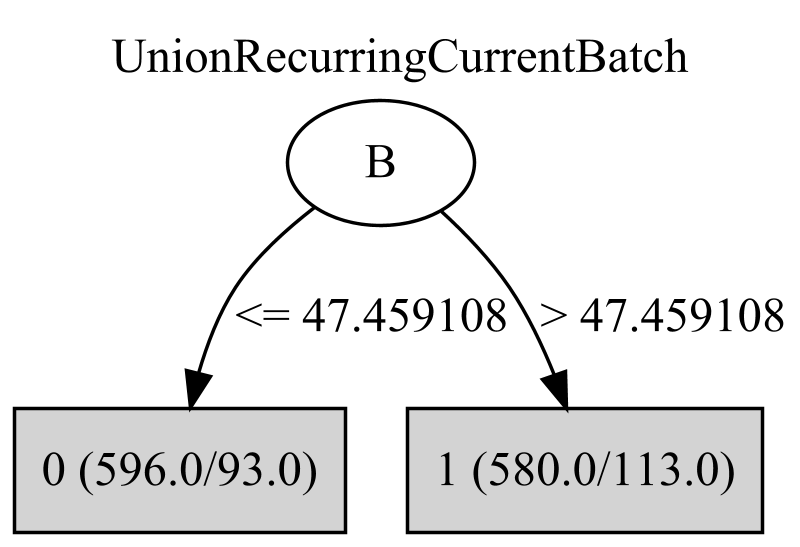 UnionRecurringCurrentBatch
B
<= 47.459108
> 47.459108
0 (596.0/93.0)
1 (580.0/113.0)